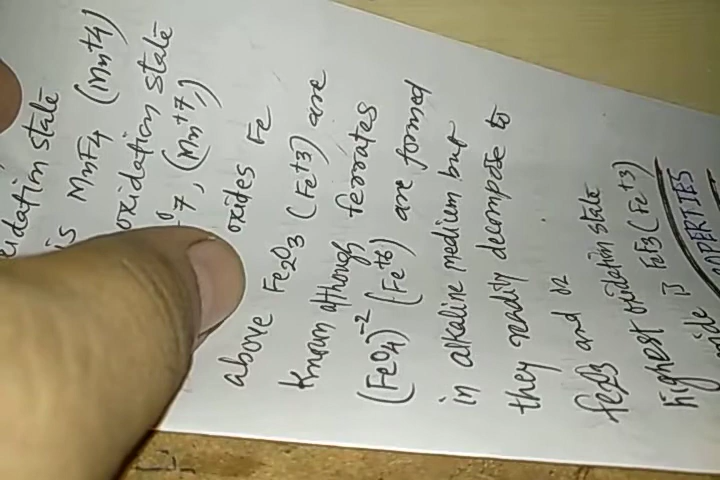 oxidation state
is MnF4 (Mn+4)
oxidation state
7, (Mn+7,)
oxides Fe
above Fe2O3 (Fe+3) are
Known although ferrates
(FeO4)-2 (Fe+6) are formed
in alkaline medium but
they readily decompose to
Fe2O3 and O2
highest oxidation state
is FeF3 (Fe+3)